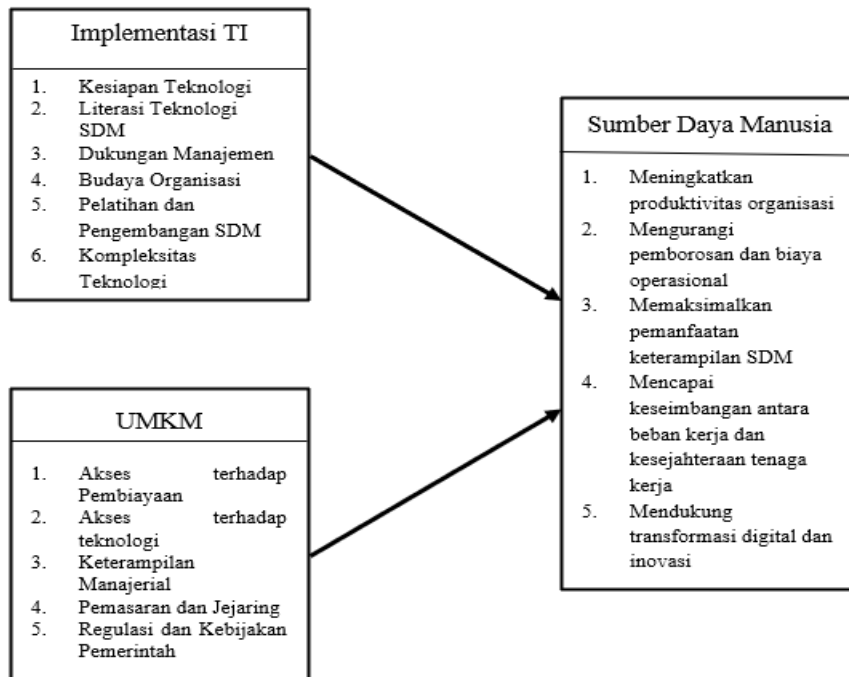 Implementasi TI
1. Kesiapan Teknologi
2. Literasi Teknologi
SDM
3. Dukungan Manajemen
4. Budaya Organisasi
5. Pelatihan dan
Pengembangan SDM
6. Kompleksitas
Teknologi
UMKM
1. Akses terhadap
Pembiayaan
2. Akses terhadap
teknologi
3. Keterampilan
Manajerial
4. Pemasaran dan Jejaring
5. Regulasi dan Kebijakan
Pemerintah
Sumber Daya Manusia
1. Meningkatkan
produktivitas organisasi
2. Mengurangi
pemborosan dan biaya
operasional
3. Memaksimalkan
pemanfaatan
keterampilan SDM
4. Mencapai
keseimbangan antara
beban kerja dan
kesejahteraan tenaga
kerja
5. Mendukung
transformasi digital dan
inovasi